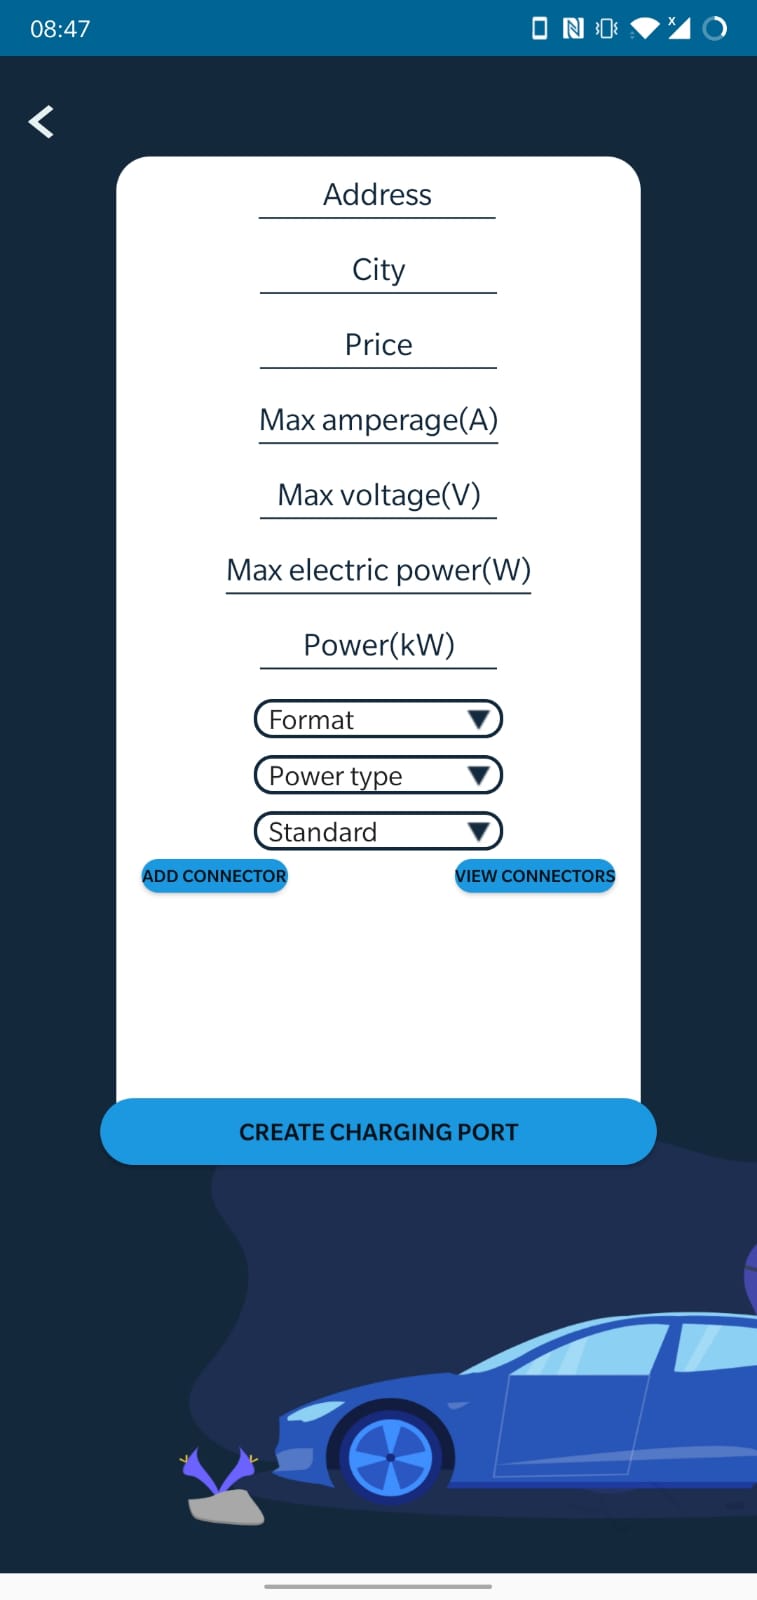 08:47
Address
City
Price
Max amperage(A)
Max voltage(V)
Max electric power(W)
Power(kW)
Format
Power type
Standard
ADD CONNECTOR
VIEW CONNECTORS
CREATE CHARGING PORT